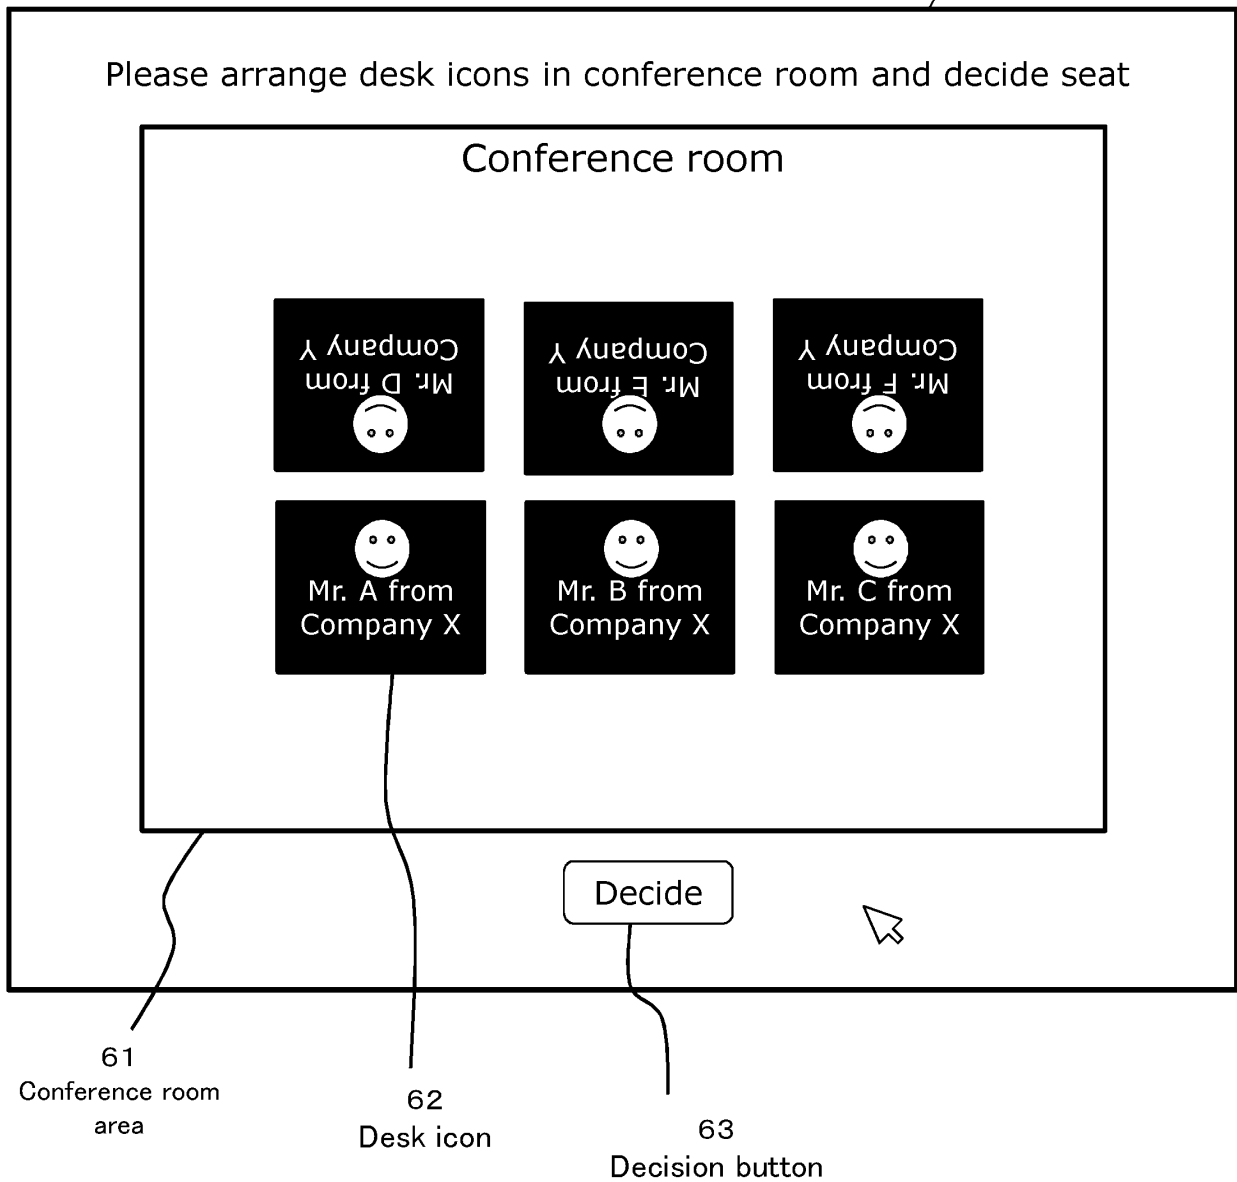 Please arrange desk icons in conference room and decide seat
Conference room
Mr. D from
Company Y
Mr. E from
Company Y
Mr. F from
Company Y
Mr. A from
Company X
Mr. B from
Company X
Mr. C from
Company X
Decide
61
Conference room
area
62
Desk icon
63
Decision button